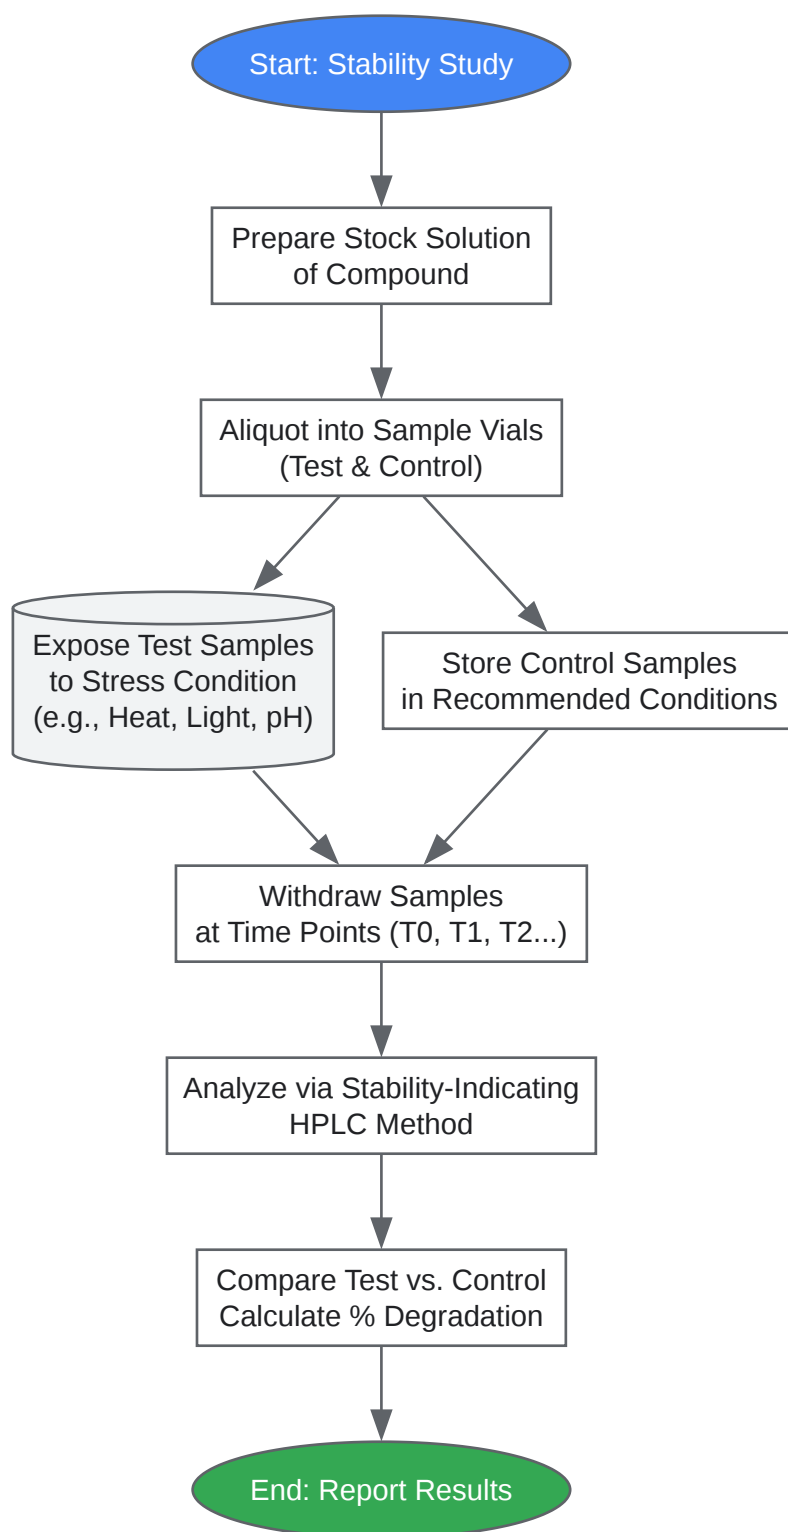 Start: Stability Study
Prepare Stock Solution
of Compound
Aliquot into Sample Vials
(Test & Control)
Expose Test Samples
to Stress Condition
(e.g., Heat, Light, pH)
Store Control Samples
in Recommended Conditions
Withdraw Samples
at Time Points (T0, T1, T2...)
Analyze via Stability-Indicating
HPLC Method
Compare Test vs. Control
Calculate % Degradation
End: Report Results